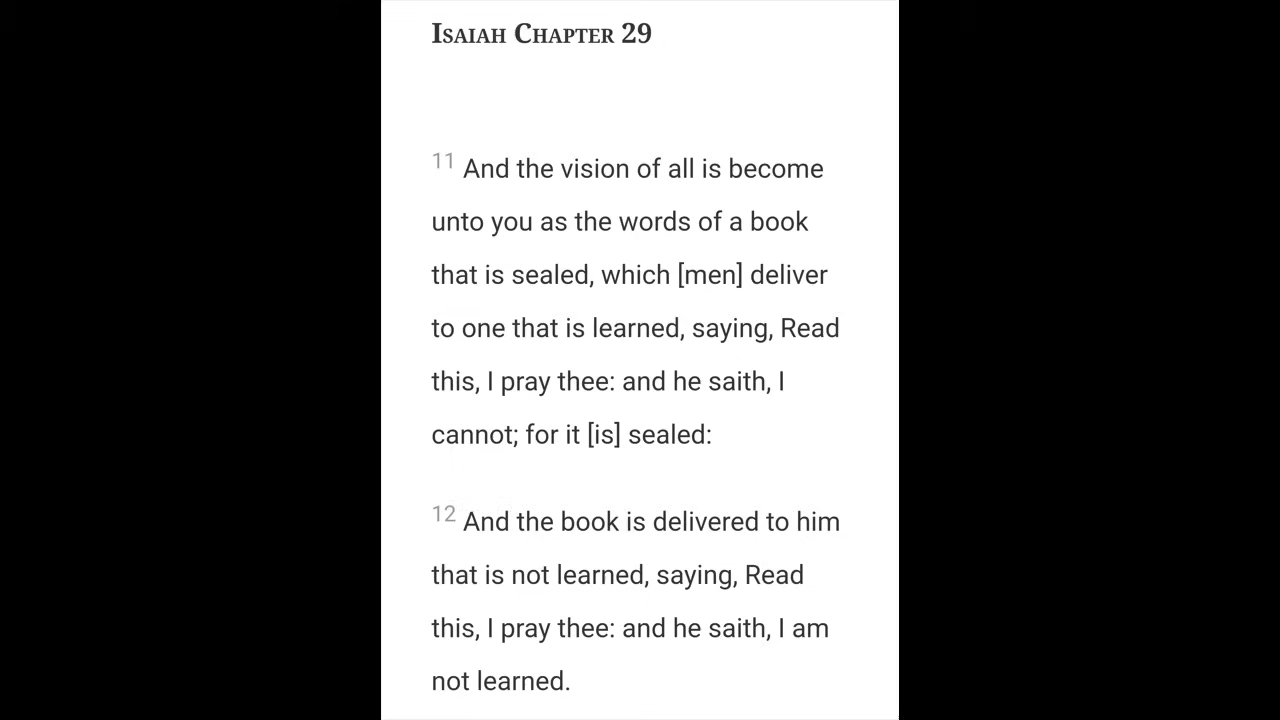 Isaiah Chapter 29
11 And the vision of all is become
unto you as the words of a book
that is sealed, which [men] deliver
to one that is learned, saying, Read
this, I pray thee: and he saith, I
cannot; for it [is] sealed:
12 And the book is delivered to him
that is not learned, saying, Read
this, I pray thee: and he saith, I am
not learned.